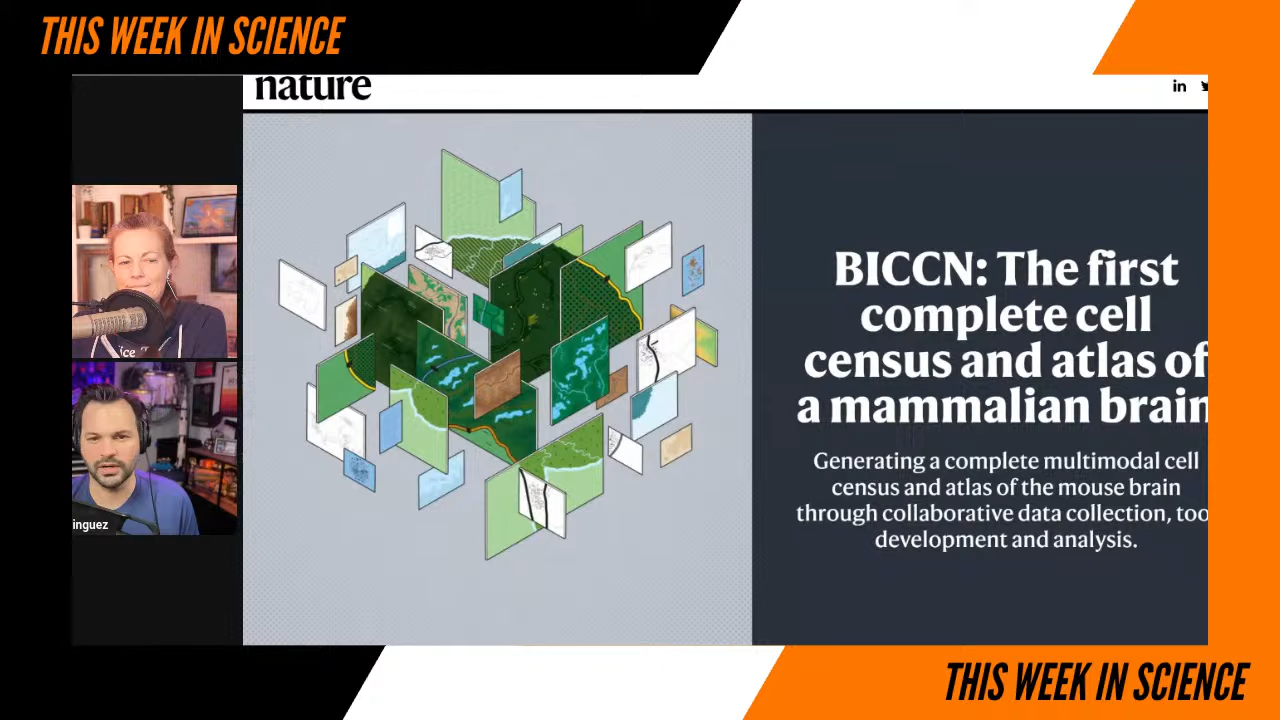 THIS WEEK IN SCIENCE
nature
in
BICCN: The first
complete cell
census and atlas of
a mammalian brain
Generating a complete multimodal cell
census and atlas of the mouse brain
through collaborative data collection, too
development and analysis.
inguez
THIS WEEK IN SCIENCE